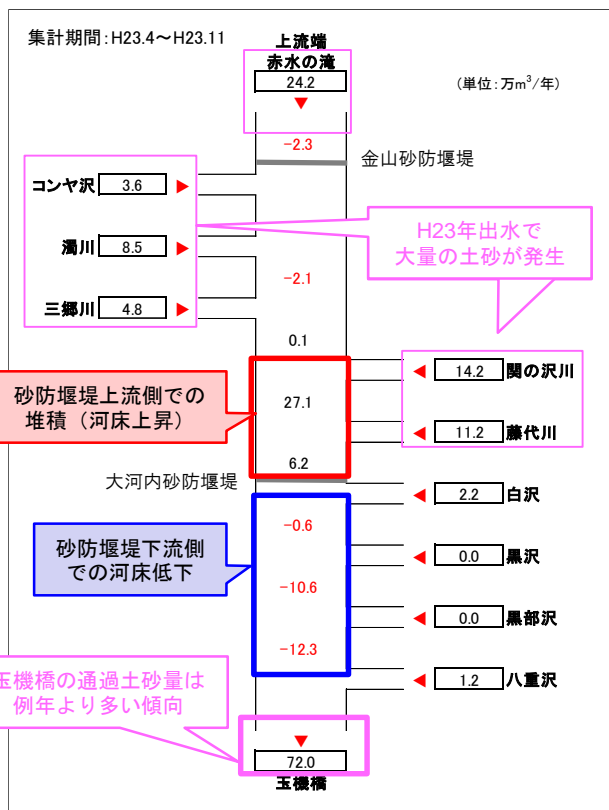 集計期間:H23.4～H23.11
上流端
赤水の滝
24.2
(単位:万m³/年)
-2.3
金山砂防堰堤
コンヤ沢 3.6
濁川 8.5
三郷川 4.8
H23年出水で
大量の土砂が発生
-2.1
0.1
14.2 関の沢川
砂防堰堤上流側での
堆積（河床上昇）
27.1
11.2 藤代川
6.2
大河内砂防堰堤
2.2 白沢
-0.6
砂防堰堤下流側
での河床低下
0.0 黒沢
-10.6
0.0 黒部沢
-12.3
玉機橋の通過土砂量は
例年より多い傾向
1.2 八重沢
72.0
玉機橋